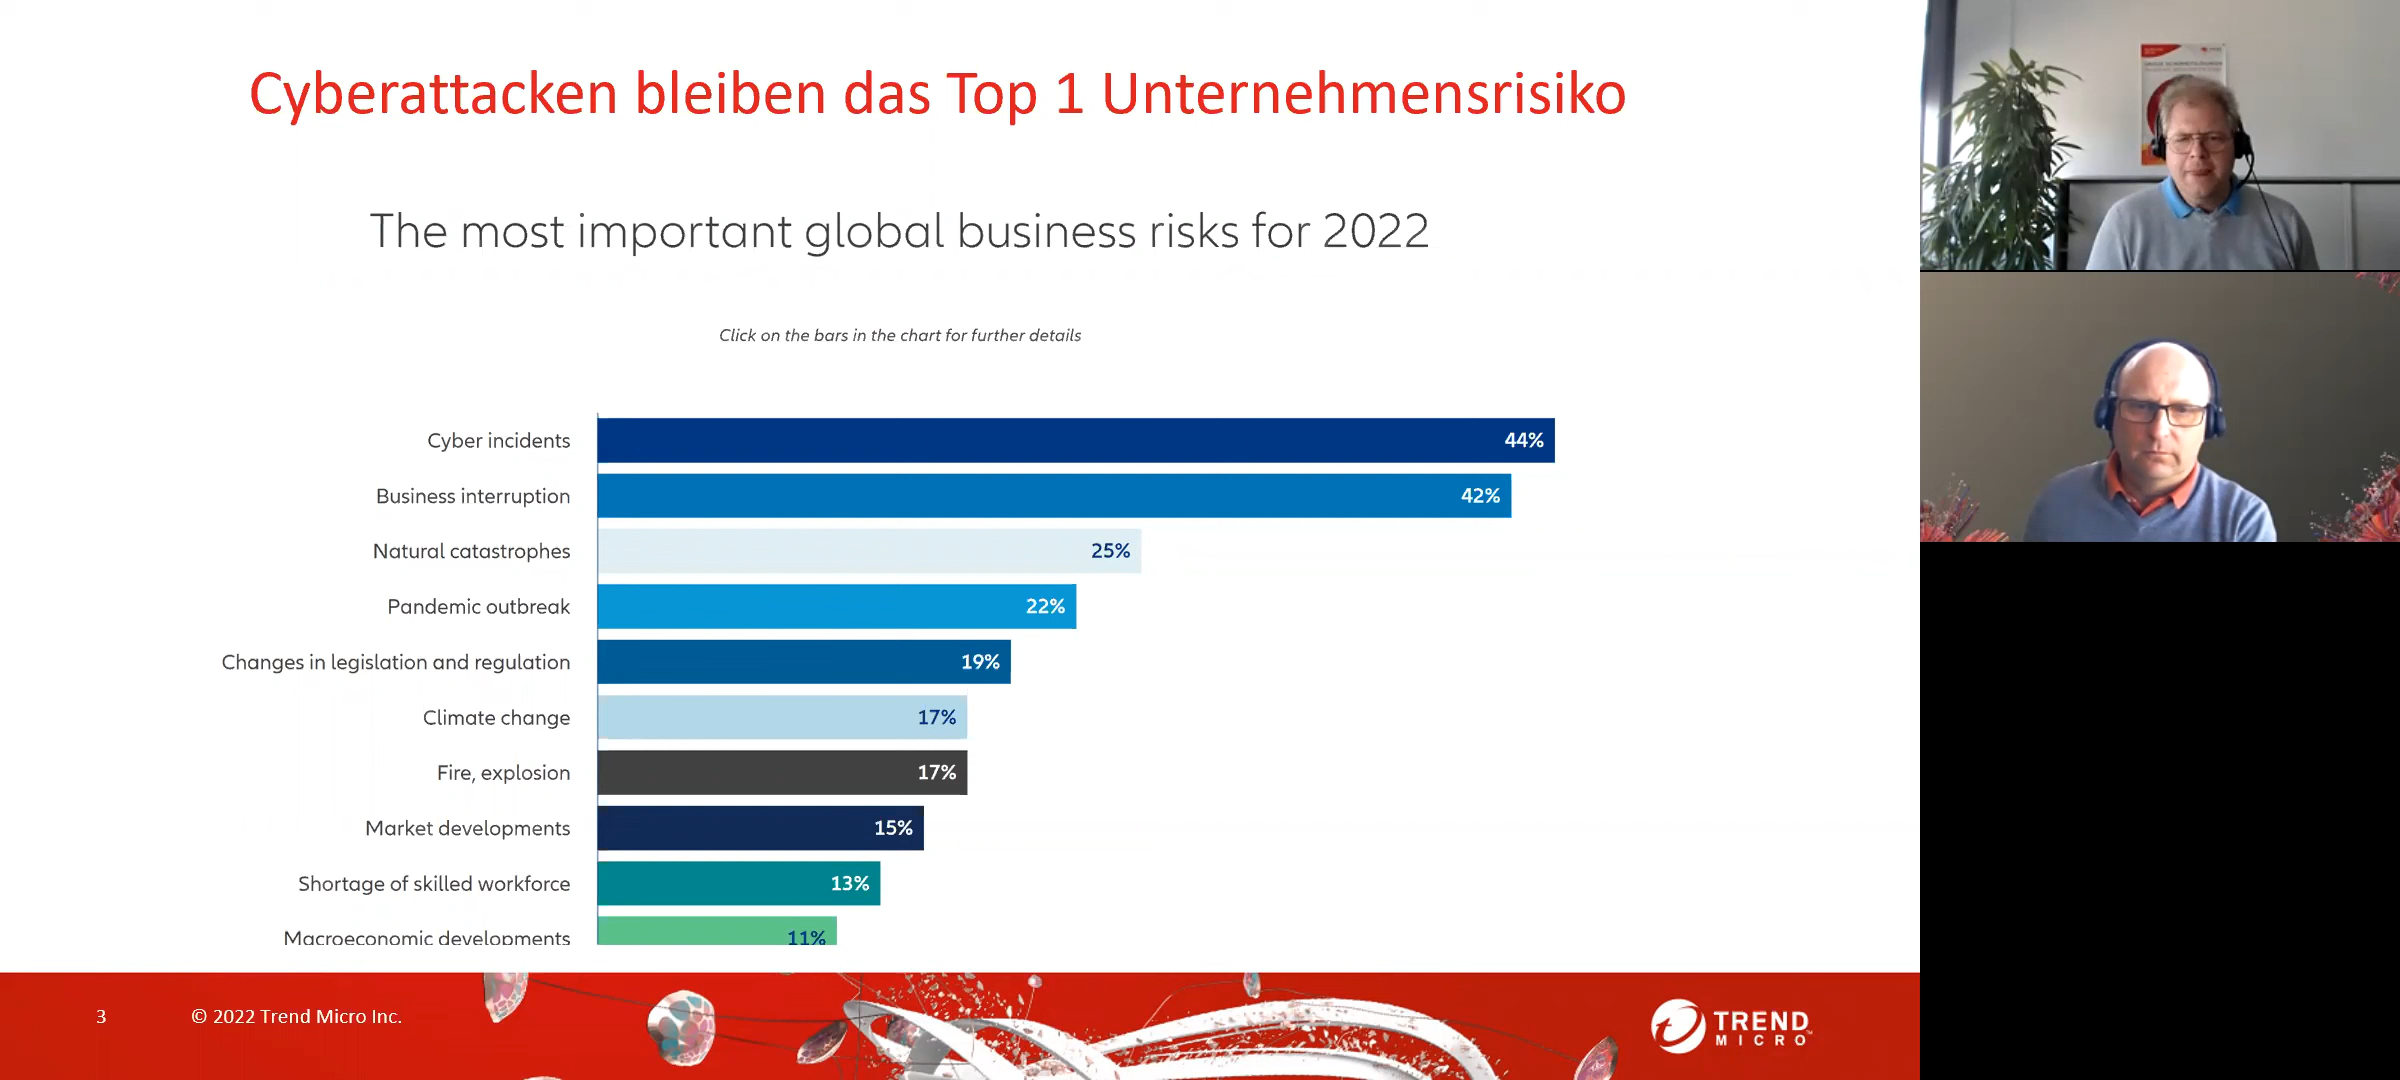 Cyberattacken bleiben das Top 1 Unternehmensrisiko
The most important global business risks for 2022
Click on the bars in the chart for further details
Cyber incidents 44%
Business interruption 42%
Natural catastrophes 25%
Pandemic outbreak 22%
Changes in legislation and regulation 19%
Climate change 17%
Fire, explosion 17%
Market developments 15%
Shortage of skilled workforce 13%
Macroeconomic developments 11%
3 © 2022 Trend Micro Inc.
TREND
MICRO™